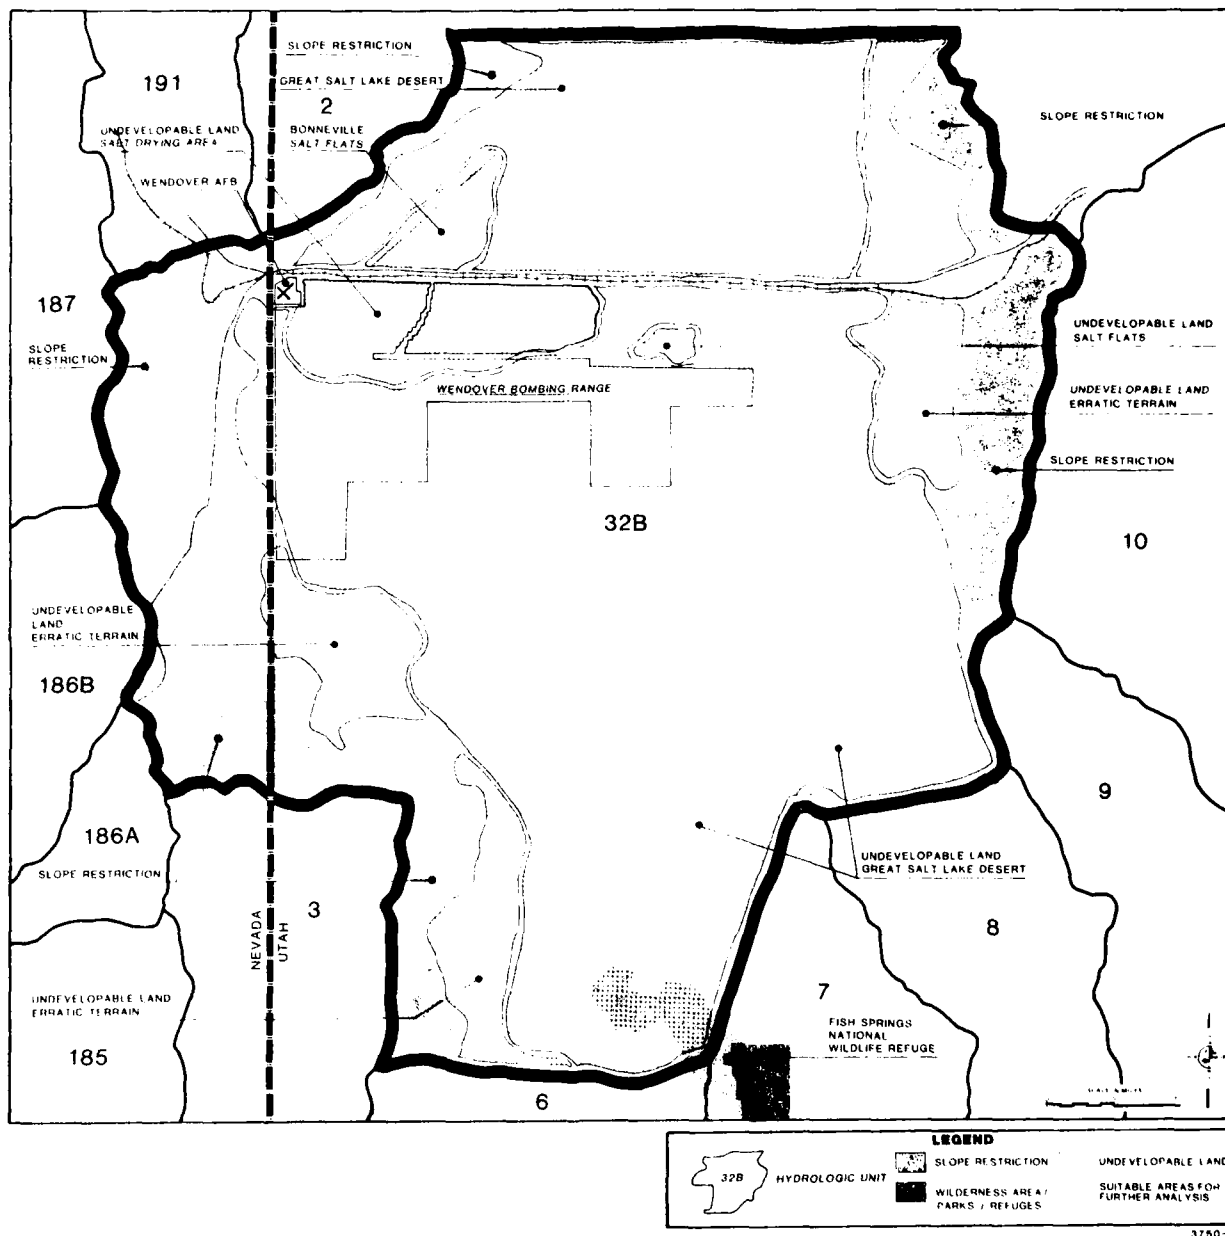 SLOPE RESTRICTION
GREAT SALT LAKE DESERT
191
2
UNDEVELOPABLE LAND
SALT DRYING AREA
BONNEVILLE
SALT FLATS
WENDOVER AFB
SLOPE RESTRICTION
187
SLOPE
RESTRICTION
UNDEVELOPABLE LAND
SALT FLATS
WENDOVER BOMBING RANGE
UNDEVELOPABLE LAND
ERRATIC TERRAIN
SLOPE RESTRICTION
32B
10
UNDEVELOPABLE
LAND
ERRATIC TERRAIN
186B
9
186A
SLOPE RESTRICTION
UNDEVELOPABLE LAND
GREAT SALT LAKE DESERT
3
8
NEVADA
UTAH
UNDEVELOPABLE LAND
ERRATIC TERRAIN
185
7
FISH SPRINGS
NATIONAL
WILDLIFE REFUGE
6
LEGEND
32B
HYDROLOGIC UNIT
SLOPE RESTRICTION
UNDEVELOPABLE LAND
WILDERNESS AREA /
PARKS / REFUGES
SUITABLE AREAS FOR
FURTHER ANALYSIS
3750-